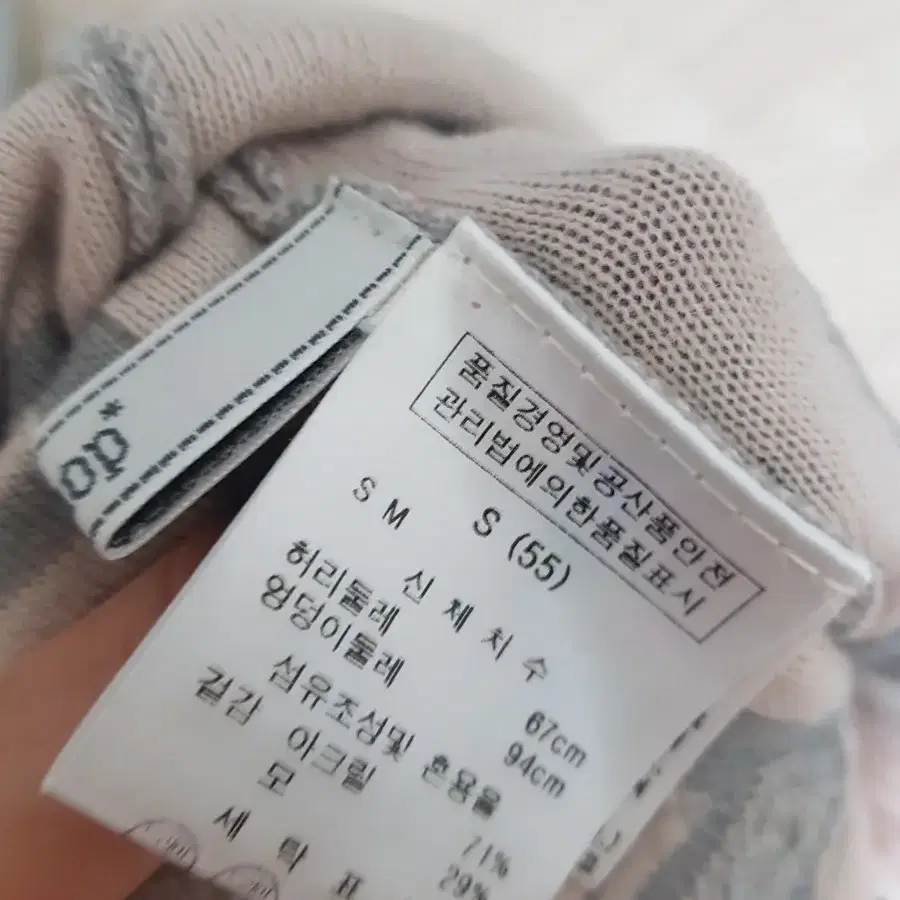 op*
품질경영및공산품안전
관리법에의한품질표시
S M S (55)
신 체 치 수
허리둘레 67cm
엉덩이둘레 94cm
섬유조성및 혼용율
겉감 아크릴 71%
모 29%
세 탁 표